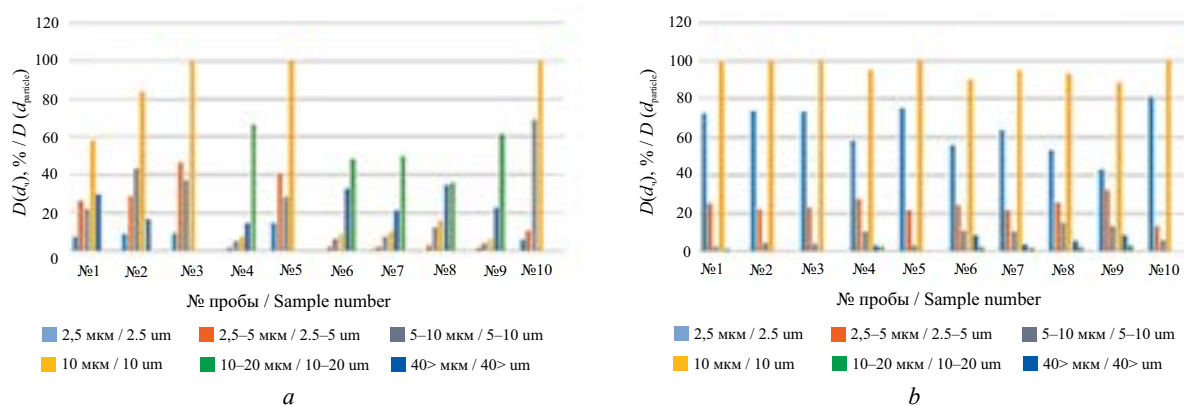 120
100
80
60
40
20
0
D(dч), % / D (dparticle)
№1 №2 №3 №4 №5 №6 №7 №8 №9 №10
№ пробы / Sample number
2,5 мкм / 2.5 um 2,5–5 мкм / 2.5–5 um 5–10 мкм / 5–10 um
10 мкм / 10 um 10–20 мкм / 10–20 um 40> мкм / 40> um
a
120
100
80
60
40
20
0
D(dч), % / D (dparticle)
№1 №2 №3 №4 №5 №6 №7 №8 №9 №10
№ пробы / Sample number
2,5 мкм / 2.5 um 2,5–5 мкм / 2.5–5 um 5–10 мкм / 5–10 um
10 мкм / 10 um 10–20 мкм / 10–20 um 40> мкм / 40> um
b